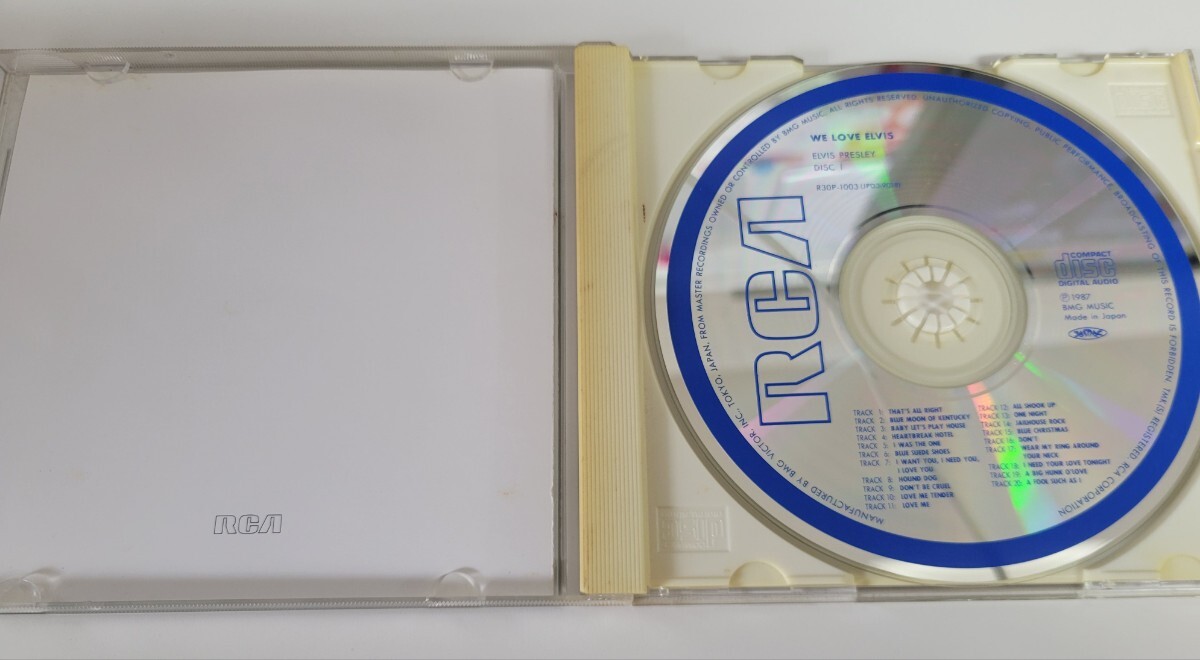 RCA
WE LOVE ELVIS
ELVIS PRESLEY
DISC 1
R30P-1003
RCA
COMPACT
disc
DIGITAL AUDIO
Ⓟ1987
BMG MUSIC
Made in Japan
TRACK 1: THAT'S ALL RIGHT
TRACK 2: BLUE MOON OF KENTUCKY
TRACK 3: BABY LET'S PLAY HOUSE
TRACK 4: HEARTBREAK HOTEL
TRACK 5: I WAS THE ONE
TRACK 6: BLUE SUEDE SHOES
TRACK 7: I WANT YOU, I NEED YOU,
I LOVE YOU
TRACK 8: HOUND DOG
TRACK 9: DON'T BE CRUEL
TRACK 10: LOVE ME TENDER
TRACK 11: LOVE ME
TRACK 12: ALL SHOOK UP
TRACK 13: ONE NIGHT
TRACK 14: JAILHOUSE ROCK
TRACK 15: BLUE CHRISTMAS
TRACK 16: DON'T
TRACK 17: WEAR MY RING AROUND
YOUR NECK
TRACK 18: I NEED YOUR LOVE TONIGHT
TRACK 19: A BIG HUNK O'LOVE
TRACK 20: A FOOL SUCH AS I
MANUFACTURED BY BMG VICTOR, INC., TOKYO, JAPAN, FROM MASTER RECORDINGS OWNED OR CONTROLLED BY BMG MUSIC. ALL RIGHTS RESERVED. UNAUTHORIZED COPYING, PUBLIC PERFORMANCE, BROADCASTING OF THIS RECORD IS FORBIDDEN. TMK(S) REGISTERED. RCA CORPORATION